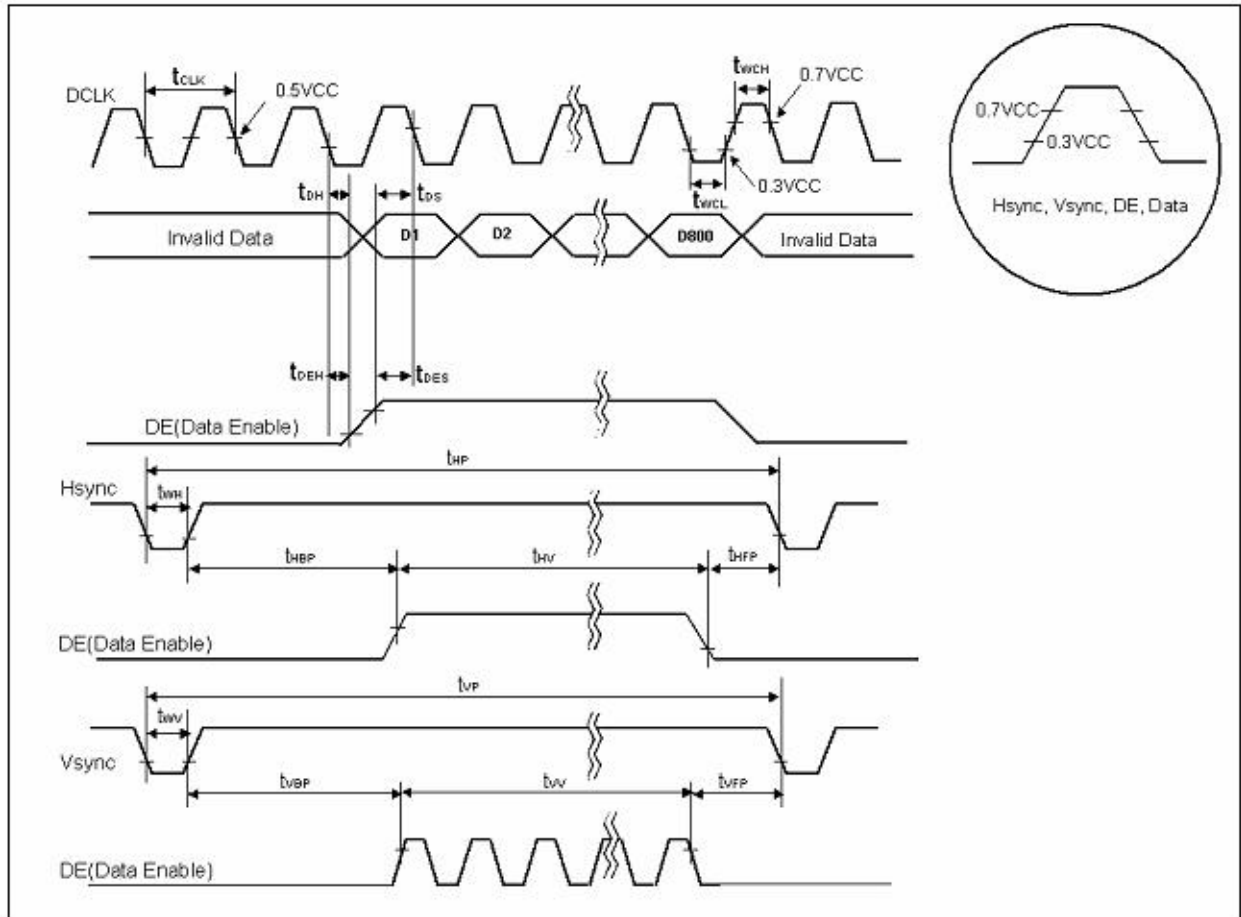 tCLK
tWCH
DCLK
0.5VCC
0.7VCC
0.3VCC
tWCL
0.7VCC
0.3VCC
Hsync, Vsync, DE, Data
tDH
tDS
Invalid Data
D1
D2
D800
Invalid Data
tDEH
tDES
DE(Data Enable)
tHP
Hsync
tWH
tHBP
tHV
tHFP
DE(Data Enable)
tVP
tWV
Vsync
tVBP
tVV
tVFP
DE(Data Enable)